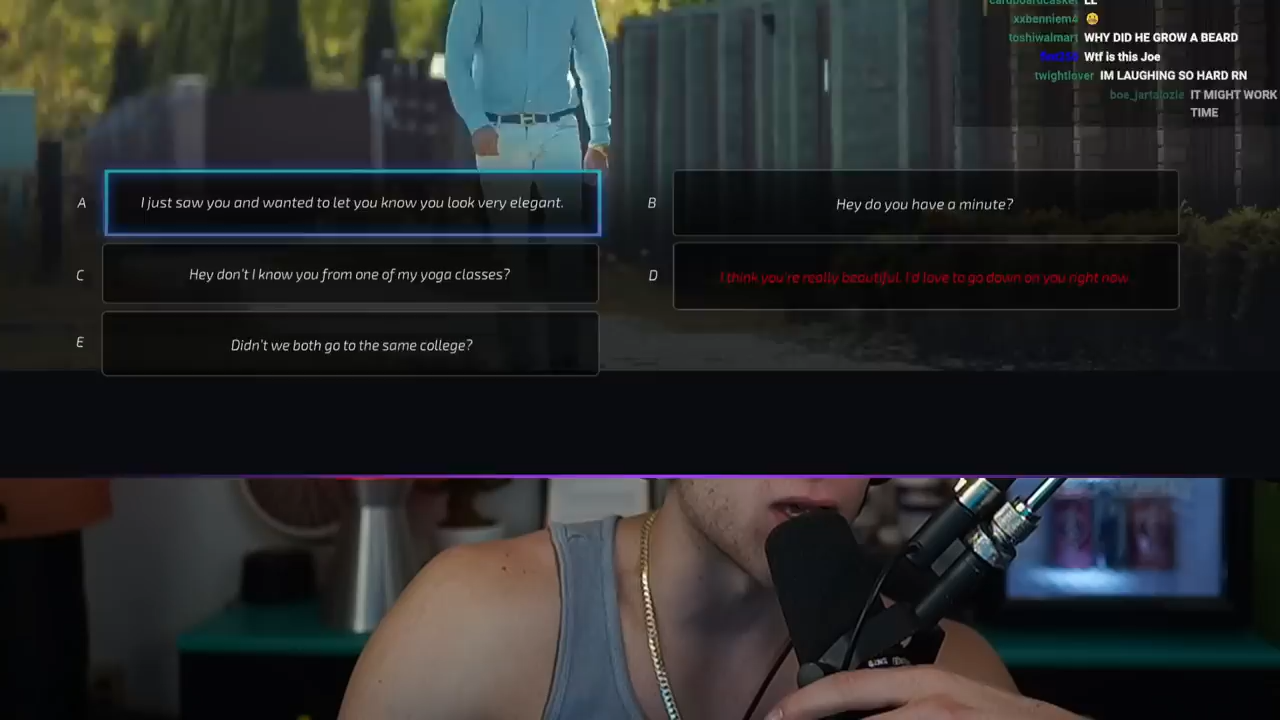 LL
xxbenniem4
toshiwalmart WHY DID HE GROW A BEARD
Wtf is this Joe
twightlover IM LAUGHING SO HARD RN
boe_jartalozle IT MIGHT WORK
TIME
A I just saw you and wanted to let you know you look very elegant.
B Hey do you have a minute?
C Hey don't I know you from one of my yoga classes?
D I think you're really beautiful. I'd love to go down on you right now
E Didn't we both go to the same college?